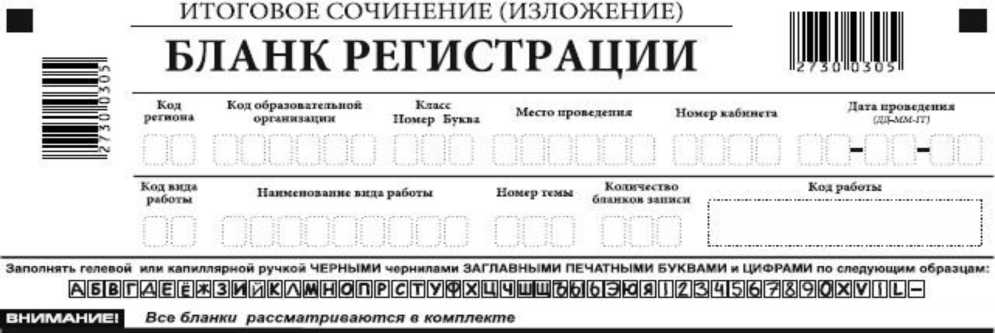 ИТОГОВОЕ СОЧИНЕНИЕ (ИЗЛОЖЕНИЕ)
БЛАНК РЕГИСТРАЦИИ
2730 0305
2730 0305
Код региона
Код образовательной организации
Класс
Номер Буква
Место проведения
Номер кабинета
Дата проведения
(ДД-ММ-ГГ)
Код вида работы
Наименование вида работы
Номер темы
Количество бланков записи
Код работы
Заполнять гелевой или капиллярной ручкой ЧЕРНЫМИ чернилами ЗАГЛАВНЫМИ ПЕЧАТНЫМИ БУКВАМИ и ЦИФРАМИ по следующим образцам:
АБВГДЕЁЖЗИЙКЛМНОПРСТУФХЦЧШЩЪЫЬЭЮЯ1234567890XVIL-
ВНИМАНИЕ! Все бланки рассматриваются в комплекте